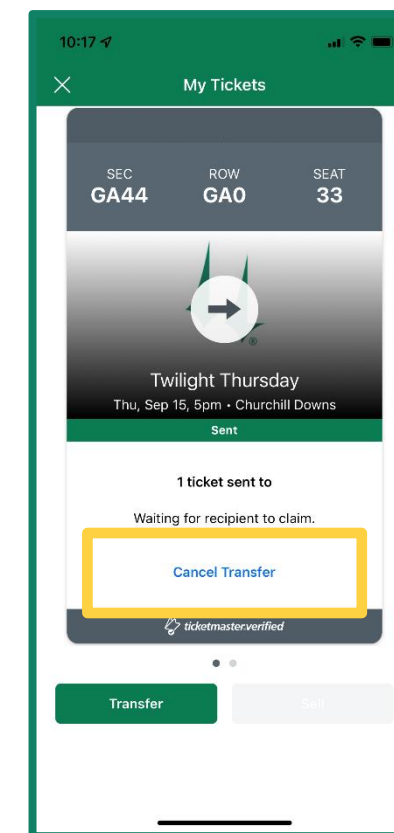 10:17
My Tickets
SEC ROW SEAT
GA44 GA0 33
®
Twilight Thursday
Thu, Sep 15, 5pm • Churchill Downs
Sent
1 ticket sent to
Waiting for recipient to claim.
Cancel Transfer
ticketmaster.verified
Transfer Sell